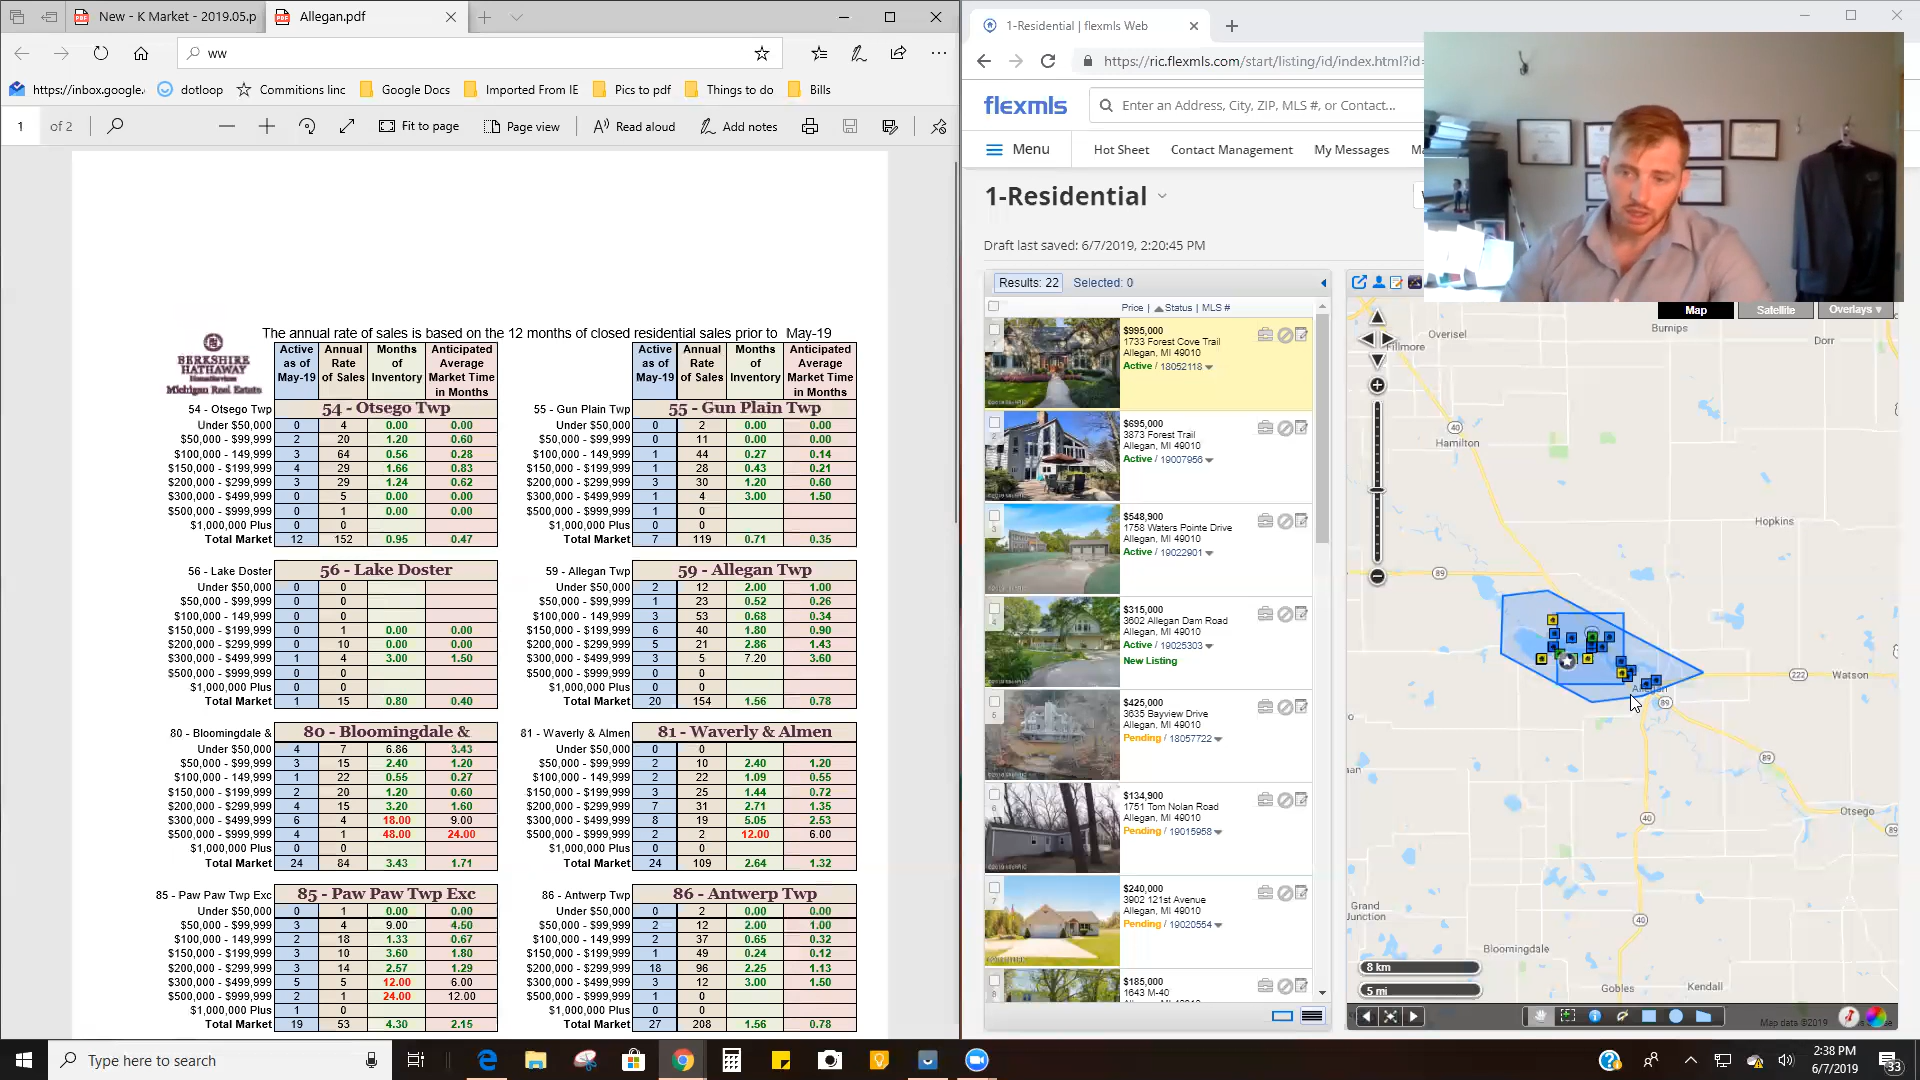 New - K Market - 2019.05.p
Allegan.pdf
ww
https://inbox.google.
dotloop
Commitions linc
Google Docs
Imported From IE
Pics to pdf
Things to do
Bills
1 of 2
Fit to page
Page view
Read aloud
Add notes
The annual rate of sales is based on the 12 months of closed residential sales prior to May-19
BERKSHIRE
HATHAWAY
HomeServices
Michigan Real Estate
Active as of May-19 Annual Rate of Sales Months of Inventory Anticipated Average Market Time in Months
Active as of May-19 Annual Rate of Sales Months of Inventory Anticipated Average Market Time in Months
54 - Otsego Twp 54 - Otsego Twp
Under $50,000 0 4 0.00 0.00
$50,000 - $99,999 2 20 1.20 0.60
$100,000 - 149,999 3 64 0.56 0.28
$150,000 - $199,999 4 29 1.66 0.83
$200,000 - $299,999 3 29 1.24 0.62
$300,000 - $499,999 0 5 0.00 0.00
$500,000 - $999,999 0 1 0.00 0.00
$1,000,000 Plus 0 0
Total Market 12 152 0.95 0.47
55 - Gun Plain Twp 55 - Gun Plain Twp
Under $50,000 0 2 0.00 0.00
$50,000 - $99,999 0 11 0.00 0.00
$100,000 - 149,999 1 44 0.27 0.14
$150,000 - $199,999 1 28 0.43 0.21
$200,000 - $299,999 3 30 1.20 0.60
$300,000 - $499,999 1 4 3.00 1.50
$500,000 - $999,999 1 0
$1,000,000 Plus 0 0
Total Market 7 119 0.71 0.35
56 - Lake Doster 56 - Lake Doster
Under $50,000 0 0
$50,000 - $99,999 0 0
$100,000 - 149,999 0 0
$150,000 - $199,999 0 1 0.00 0.00
$200,000 - $299,999 0 10 0.00 0.00
$300,000 - $499,999 1 4 3.00 1.50
$500,000 - $999,999 0 0
$1,000,000 Plus 0 0
Total Market 1 15 0.80 0.40
59 - Allegan Twp 59 - Allegan Twp
Under $50,000 2 12 2.00 1.00
$50,000 - $99,999 1 23 0.52 0.26
$100,000 - 149,999 3 53 0.68 0.34
$150,000 - $199,999 6 40 1.80 0.90
$200,000 - $299,999 5 21 2.86 1.43
$300,000 - $499,999 3 5 7.20 3.60
$500,000 - $999,999 0 0
$1,000,000 Plus 0 0
Total Market 20 154 1.56 0.78
80 - Bloomingdale & 80 - Bloomingdale &
Under $50,000 4 7 6.86 3.43
$50,000 - $99,999 3 15 2.40 1.20
$100,000 - 149,999 1 22 0.55 0.27
$150,000 - $199,999 2 20 1.20 0.60
$200,000 - $299,999 4 15 3.20 1.60
$300,000 - $499,999 6 4 18.00 9.00
$500,000 - $999,999 4 1 48.00 24.00
$1,000,000 Plus 0 0
Total Market 24 84 3.43 1.71
81 - Waverly & Almen 81 - Waverly & Almen
Under $50,000 0 0
$50,000 - $99,999 2 10 2.40 1.20
$100,000 - 149,999 2 22 1.09 0.55
$150,000 - $199,999 3 25 1.44 0.72
$200,000 - $299,999 7 31 2.71 1.35
$300,000 - $499,999 8 19 5.05 2.53
$500,000 - $999,999 2 2 12.00 6.00
$1,000,000 Plus 0 0
Total Market 24 109 2.64 1.32
85 - Paw Paw Twp Exc 85 - Paw Paw Twp Exc
Under $50,000 0 1 0.00 0.00
$50,000 - $99,999 3 4 9.00 4.50
$100,000 - 149,999 2 18 1.33 0.67
$150,000 - $199,999 3 10 3.60 1.80
$200,000 - $299,999 3 14 2.57 1.29
$300,000 - $499,999 5 5 12.00 6.00
$500,000 - $999,999 2 1 24.00 12.00
$1,000,000 Plus 1 0
Total Market 19 53 4.30 2.15
86 - Antwerp Twp 86 - Antwerp Twp
Under $50,000 0 2 0.00 0.00
$50,000 - $99,999 2 12 2.00 1.00
$100,000 - 149,999 2 37 0.65 0.32
$150,000 - $199,999 1 49 0.24 0.12
$200,000 - $299,999 18 96 2.25 1.13
$300,000 - $499,999 3 12 3.00 1.50
$500,000 - $999,999 1 0
$1,000,000 Plus 0 0
Total Market 27 208 1.56 0.78
1-Residential | flexmls Web
https://ric.flexmls.com/start/listing/id/index.html?id=
flexmls
Enter an Address, City, ZIP, MLS #, or Contact...
Menu
Hot Sheet
Contact Management
My Messages
Ma
1-Residential
Draft last saved: 6/7/2019, 2:20:45 PM
Results: 22 Selected: 0
Price | Status | MLS #
1
$995,000
1733 Forest Cove Trail
Allegan, MI 49010
Active / 18052118
2
$695,000
3873 Forest Trail
Allegan, MI 49010
Active / 19007956
3
$548,900
1758 Waters Pointe Drive
Allegan, MI 49010
Active / 19022901
4
$315,000
3602 Allegan Dam Road
Allegan, MI 49010
Active / 19025303
New Listing
5
$425,000
3635 Bayview Drive
Allegan, MI 49010
Pending / 18057722
6
$134,900
1751 Tom Nolan Road
Allegan, MI 49010
Pending / 19015958
7
$240,000
3902 121st Avenue
Allegan, MI 49010
Pending / 19020554
$185,000
1643 M-40
Map
Satellite
Overlays
Overisel
Burnips
Dorr
Fillmore
40
Hamilton
Hopkins
89
222
Watson
Allegan
89
89
Otsego
89
40
40
Grand
Junction
Bloomingdale
Gobles
Kendall
8 km
5 mi
Map data ©2019
Type here to search
2:38 PM
6/7/2019
33